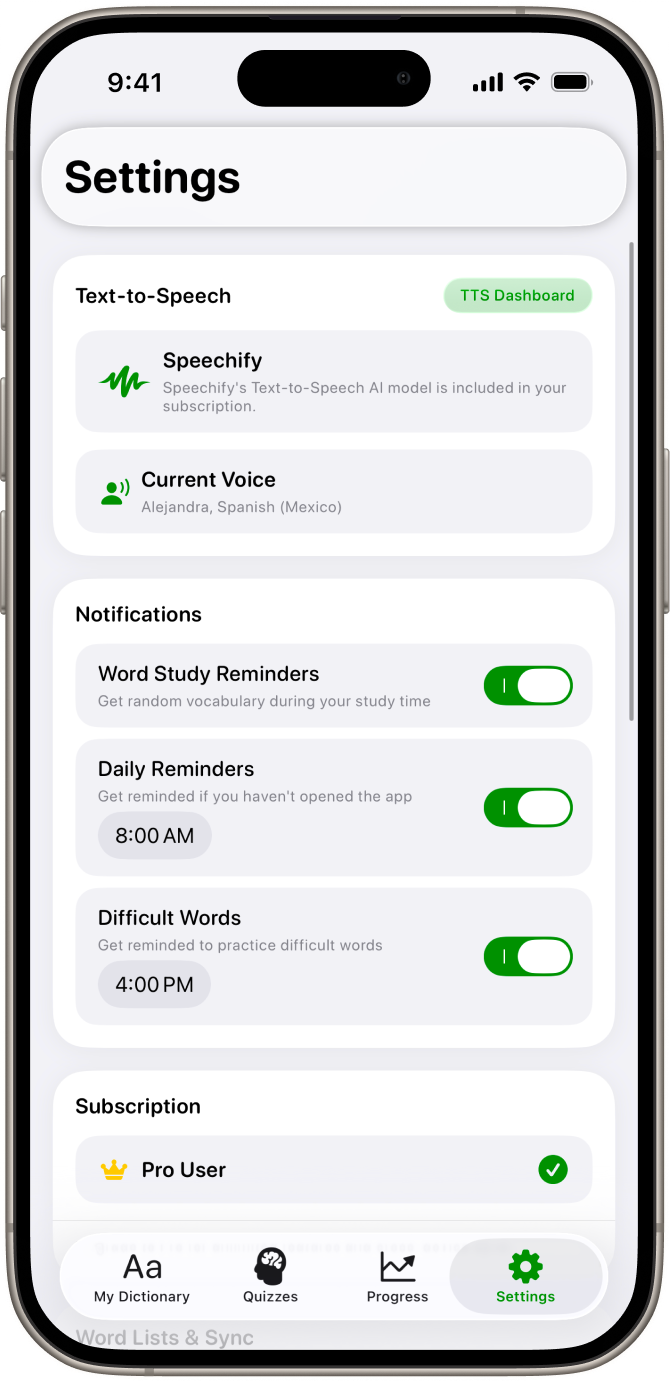 9:41
Settings
Text-to-Speech
TTS Dashboard
Speechify
Speechify's Text-to-Speech AI model is included in your
subscription.
Current Voice
Alejandra, Spanish (Mexico)
Notifications
Word Study Reminders
Get random vocabulary during your study time
Daily Reminders
Get reminded if you haven't opened the app
8:00 AM
Difficult Words
Get reminded to practice difficult words
4:00 PM
Subscription
Pro User
Aa
My Dictionary
Quizzes
Progress
Settings
Word Lists & Sync